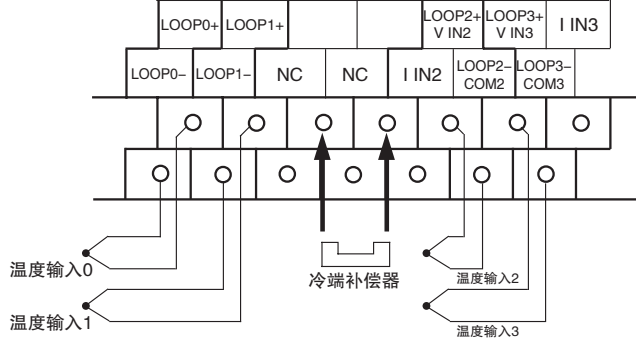 LOOP0+ LOOP1+ LOOP2+ LOOP3+ I IN3
V IN2 V IN3
LOOP0− LOOP1− NC NC I IN2 LOOP2− LOOP3−
COM2 COM3
温度输入0
冷端补偿器
温度输入2
温度输入1
温度输入3